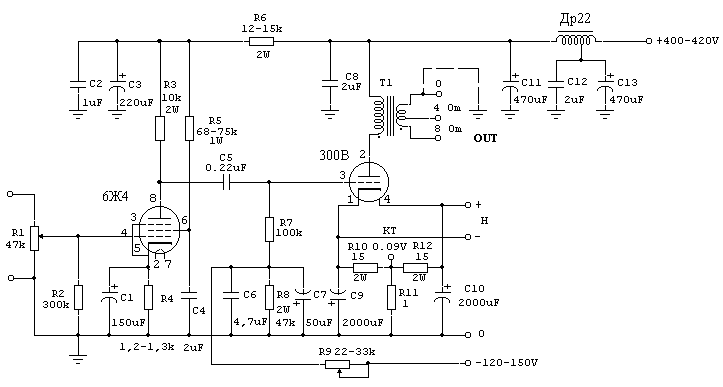 Др22
R6
12-15k
2W
+400-420V
C2
1uF
C3
+
220uF
R3
10k
2W
R5
68-75k
1W
C8
2uF
T1
0
4 Om
8 Om
OUT
C11
+
470uF
C12
2uF
C13
+
470uF
C5
0.22uF
300B
2
3
1
4
6Ж4
8
3
4
5
6
2 7
R1
47k
R2
300k
C1
+
150uF
R4
1,2-1,3k
C4
2uF
R7
100k
C6
4,7uF
R8
2W
47k
C7
+
50uF
C9
+
2000uF
КТ
R10
15
2W
0.09V
R12
15
2W
R11
1
C10
+
2000uF
+
Н
-
0
R9 22-33k
-120-150V